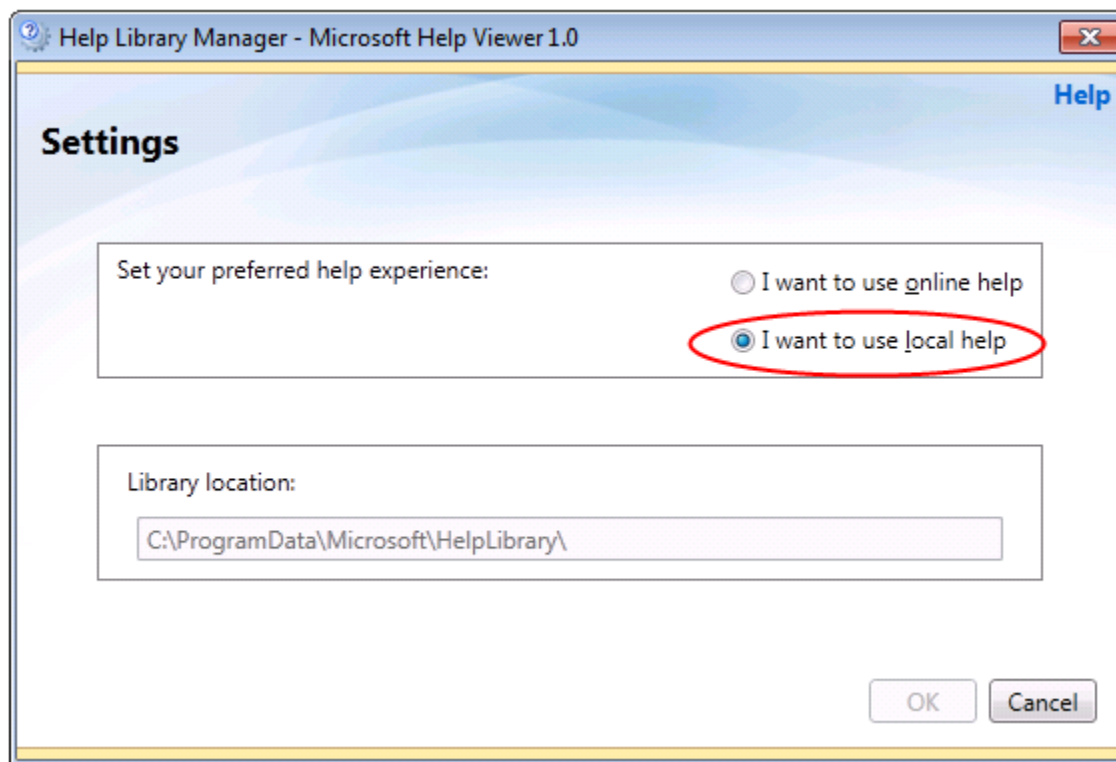 Help Library Manager - Microsoft Help Viewer 1.0
Help
Settings
Set your preferred help experience:
I want to use online help
I want to use local help
Library location:
C:\ProgramData\Microsoft\HelpLibrary\
OK
Cancel